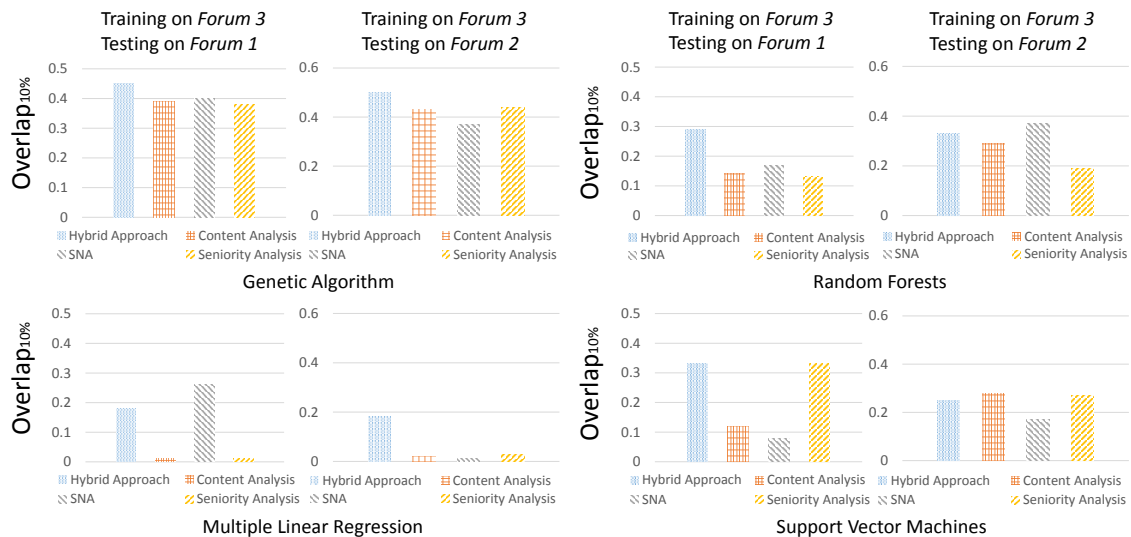 Training on Forum 3
Testing on Forum 1
Training on Forum 3
Testing on Forum 2
Overlap10%
0.5
0.4
0.3
0.2
0.1
0
0.6
0.4
0.2
0
Hybrid Approach
Content Analysis
SNA
Seniority Analysis
Hybrid Approach
Content Analysis
SNA
Seniority Analysis
Genetic Algorithm
Training on Forum 3
Testing on Forum 1
Training on Forum 3
Testing on Forum 2
Overlap10%
0.5
0.4
0.3
0.2
0.1
0
0.6
0.4
0.2
0
Hybrid Approach
Content Analysis
SNA
Seniority Analysis
Hybrid Approach
Content Analysis
SNA
Seniority Analysis
Random Forests
Overlap10%
0.5
0.4
0.3
0.2
0.1
0
0.6
0.4
0.2
0
Hybrid Approach
Content Analysis
SNA
Seniority Analysis
Hybrid Approach
Content Analysis
SNA
Seniority Analysis
Multiple Linear Regression
Overlap10%
0.5
0.4
0.3
0.2
0.1
0
0.6
0.4
0.2
0
Hybrid Approach
Content Analysis
SNA
Seniority Analysis
Hybrid Approach
Content Analysis
SNA
Seniority Analysis
Support Vector Machines